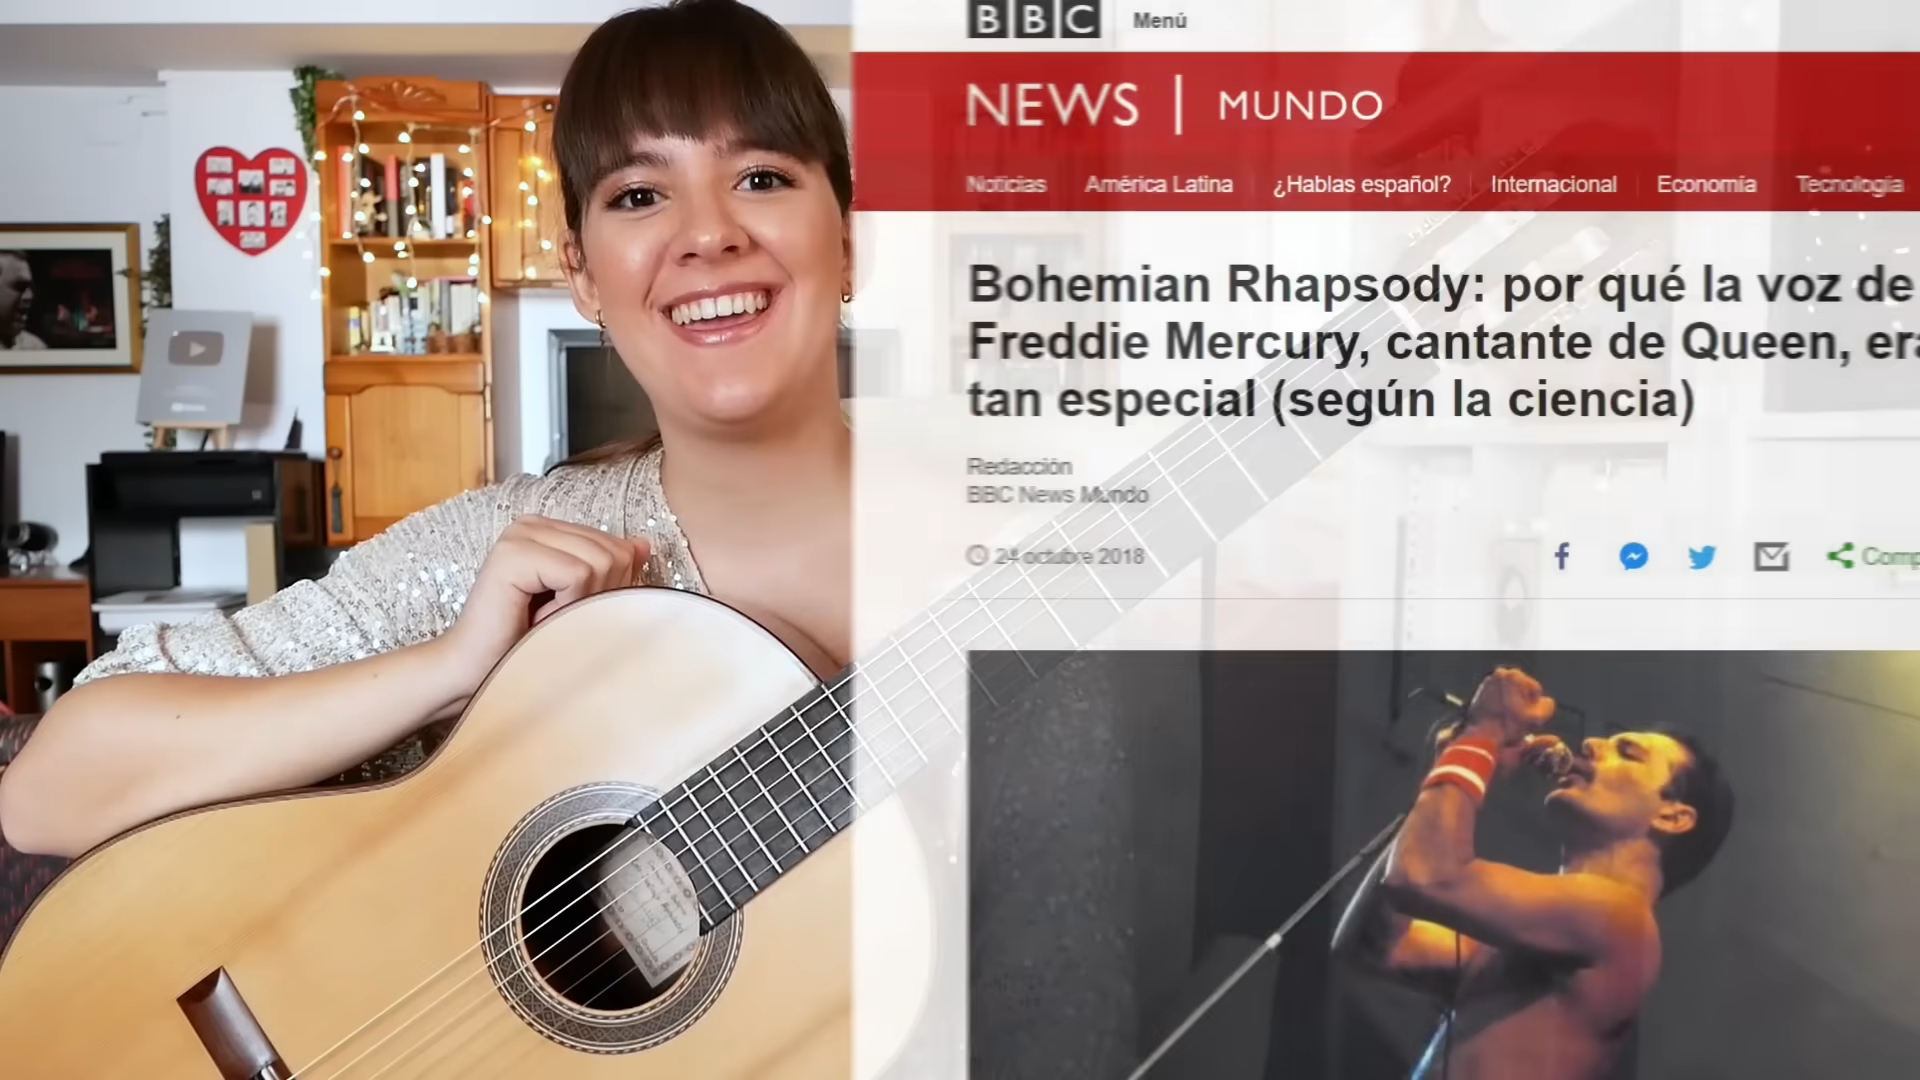 BBC Menú
NEWS | MUNDO
Noticias América Latina ¿Hablas español? Internacional Economía Tecnología
Bohemian Rhapsody: por qué la voz de
Freddie Mercury, cantante de Queen, era
tan especial (según la ciencia)
Redacción
BBC News Mundo
24 octubre 2018
Comp